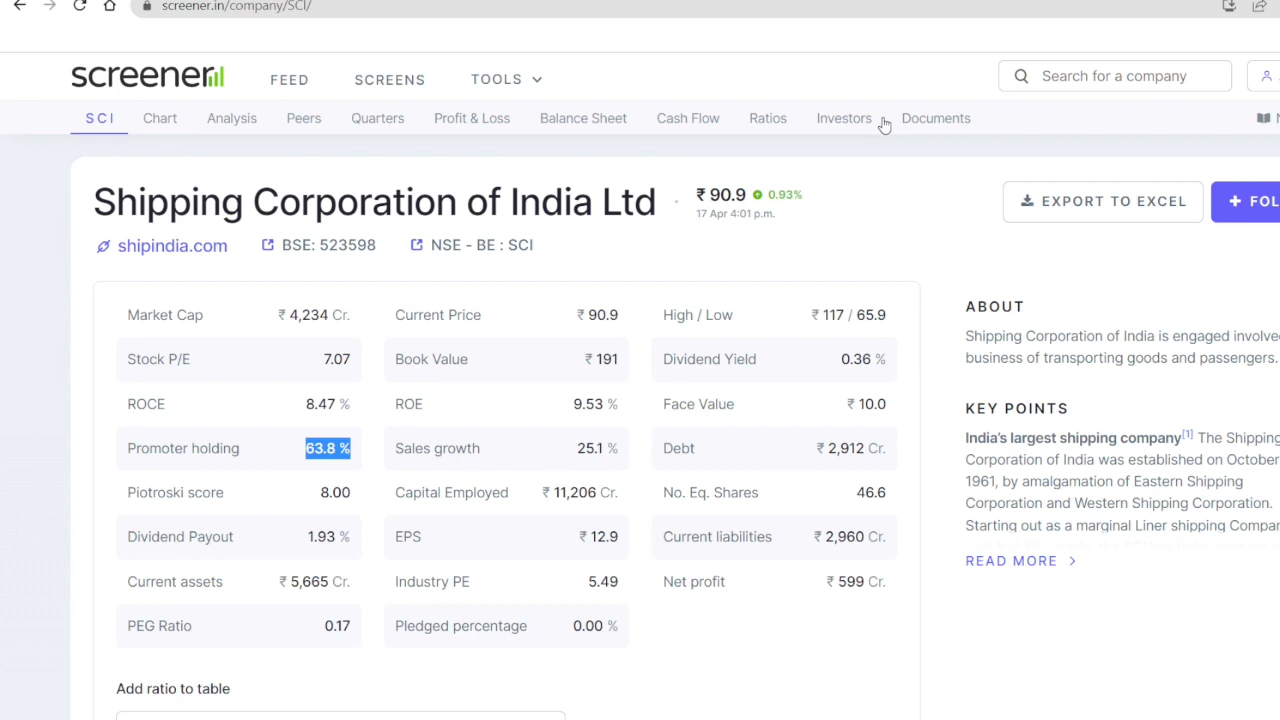 screener.in/company/SCI/
screener FEED SCREENS TOOLS Search for a company
SCI Chart Analysis Peers Quarters Profit & Loss Balance Sheet Cash Flow Ratios Investors Documents
Shipping Corporation of India Ltd · ₹ 90.9 0.93%
17 Apr 4:01 p.m.
EXPORT TO EXCEL + FOL
shipindia.com BSE: 523598 NSE - BE : SCI
Market Cap ₹ 4,234 Cr. Current Price ₹ 90.9 High / Low ₹ 117 / 65.9
Stock P/E 7.07 Book Value ₹ 191 Dividend Yield 0.36 %
ROCE 8.47 % ROE 9.53 % Face Value ₹ 10.0
Promoter holding 63.8 % Sales growth 25.1 % Debt ₹ 2,912 Cr.
Piotroski score 8.00 Capital Employed ₹ 11,206 Cr. No. Eq. Shares 46.6
Dividend Payout 1.93 % EPS ₹ 12.9 Current liabilities ₹ 2,960 Cr.
Current assets ₹ 5,665 Cr. Industry PE 5.49 Net profit ₹ 599 Cr.
PEG Ratio 0.17 Pledged percentage 0.00 %
Add ratio to table
ABOUT
Shipping Corporation of India is engaged involve
business of transporting goods and passengers.
KEY POINTS
India's largest shipping company[1] The Shipping
Corporation of India was established on October
1961, by amalgamation of Eastern Shipping
Corporation and Western Shipping Corporation.
Starting out as a marginal Liner shipping Compa
READ MORE >